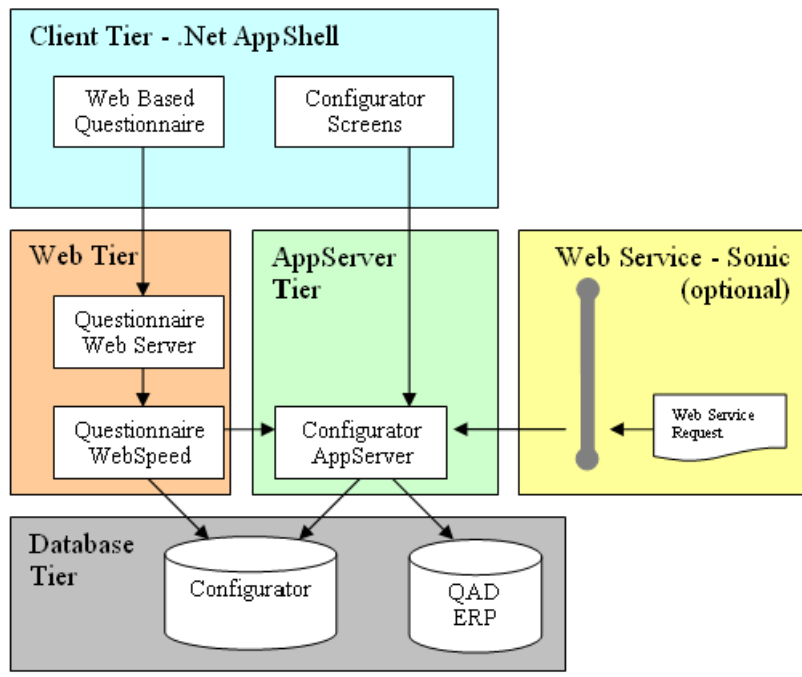 Client Tier - .Net AppShell
Web Based
Questionnaire
Configurator
Screens
Web Tier
Questionnaire
Web Server
Questionnaire
WebSpeed
AppServer
Tier
Configurator
AppServer
Web Service - Sonic
(optional)
Web Service
Request
Database
Tier
Configurator
QAD
ERP